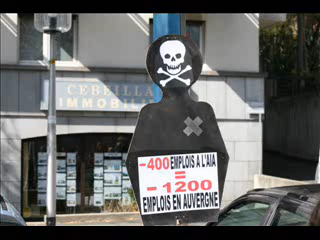 CEBEILLA
IMMOBILI
-400 EMPLOIS A L'AIA
=
-1200
EMPLOIS EN AUVERGNE